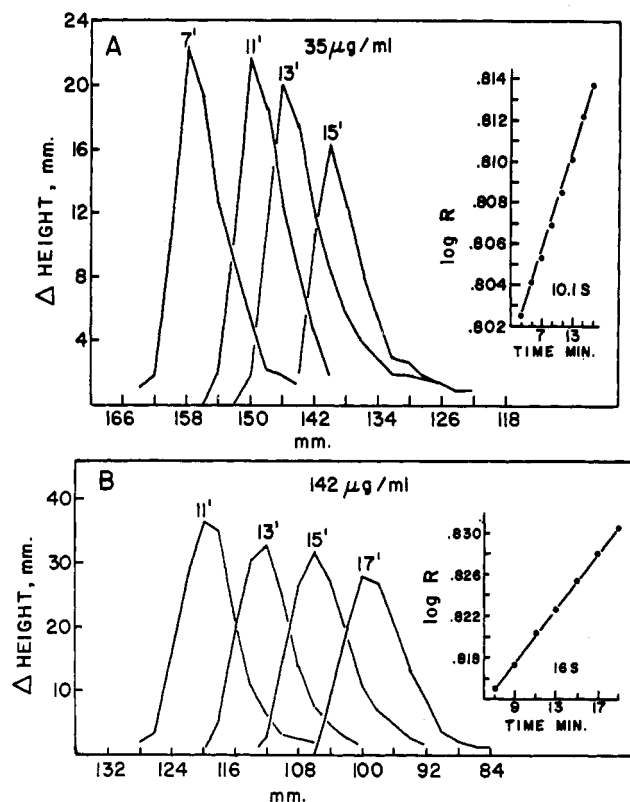 A
35 μg/ml
7'
11'
13'
15'
24
20
16
12
8
4
Δ HEIGHT, mm.
166 158 150 142 134 126 118
mm.
.814
.812
.810
.808
.806
.804
.802
log R
10.1 S
7 13
TIME MIN.
B
142 μg/ml
11'
13'
15'
17'
40
30
20
10
Δ HEIGHT, mm.
132 124 116 108 100 92 84
mm.
.830
.826
.822
.818
log R
16 S
9 13 17
TIME MIN.